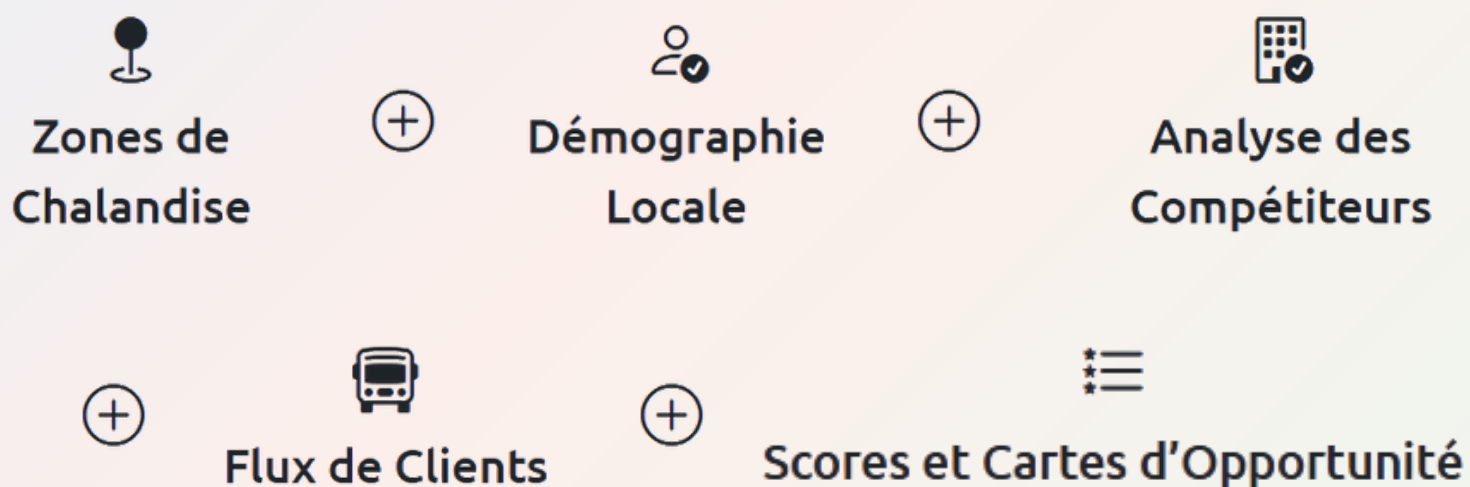 Zones de
Chalandise
Démographie
Locale
Analyse des
Compétiteurs
Flux de Clients
Scores et Cartes d’Opportunité